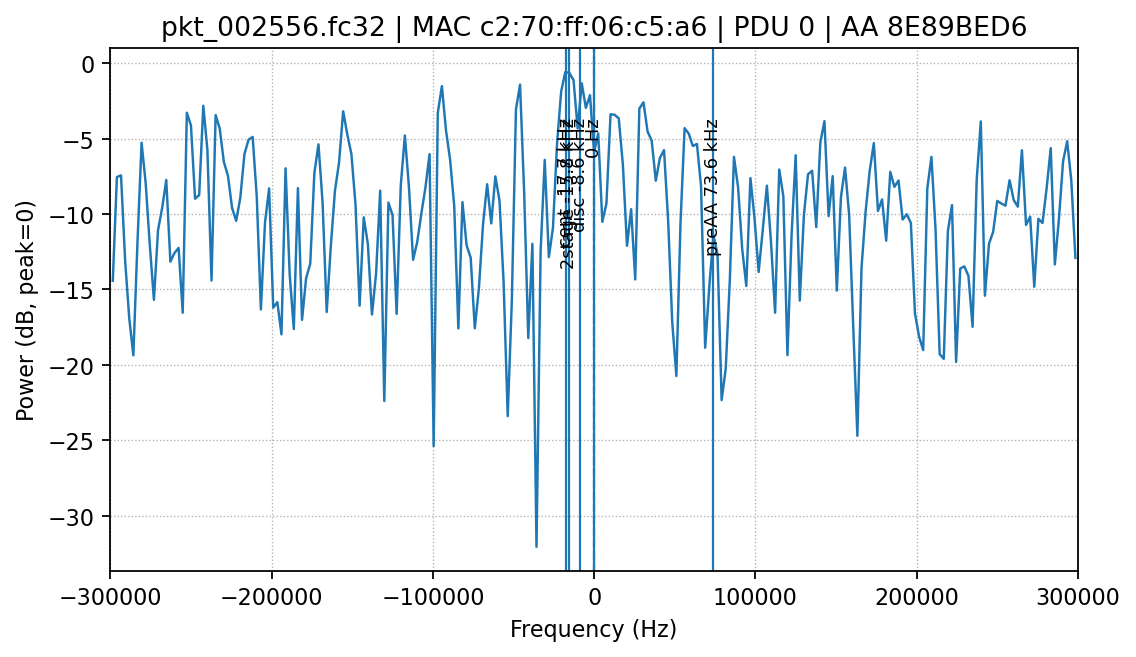 pkt_002556.fc32 | MAC c2:70:ff:06:c5:a6 | PDU 0 | AA 8E89BED6
Power (dB, peak=0)
0
−5
−10
−15
−20
−25
−30
disc -8.6 kHz
0 Hz
preAA 73.6 kHz
−300000
−200000
−100000
0
100000
200000
300000
Frequency (Hz)